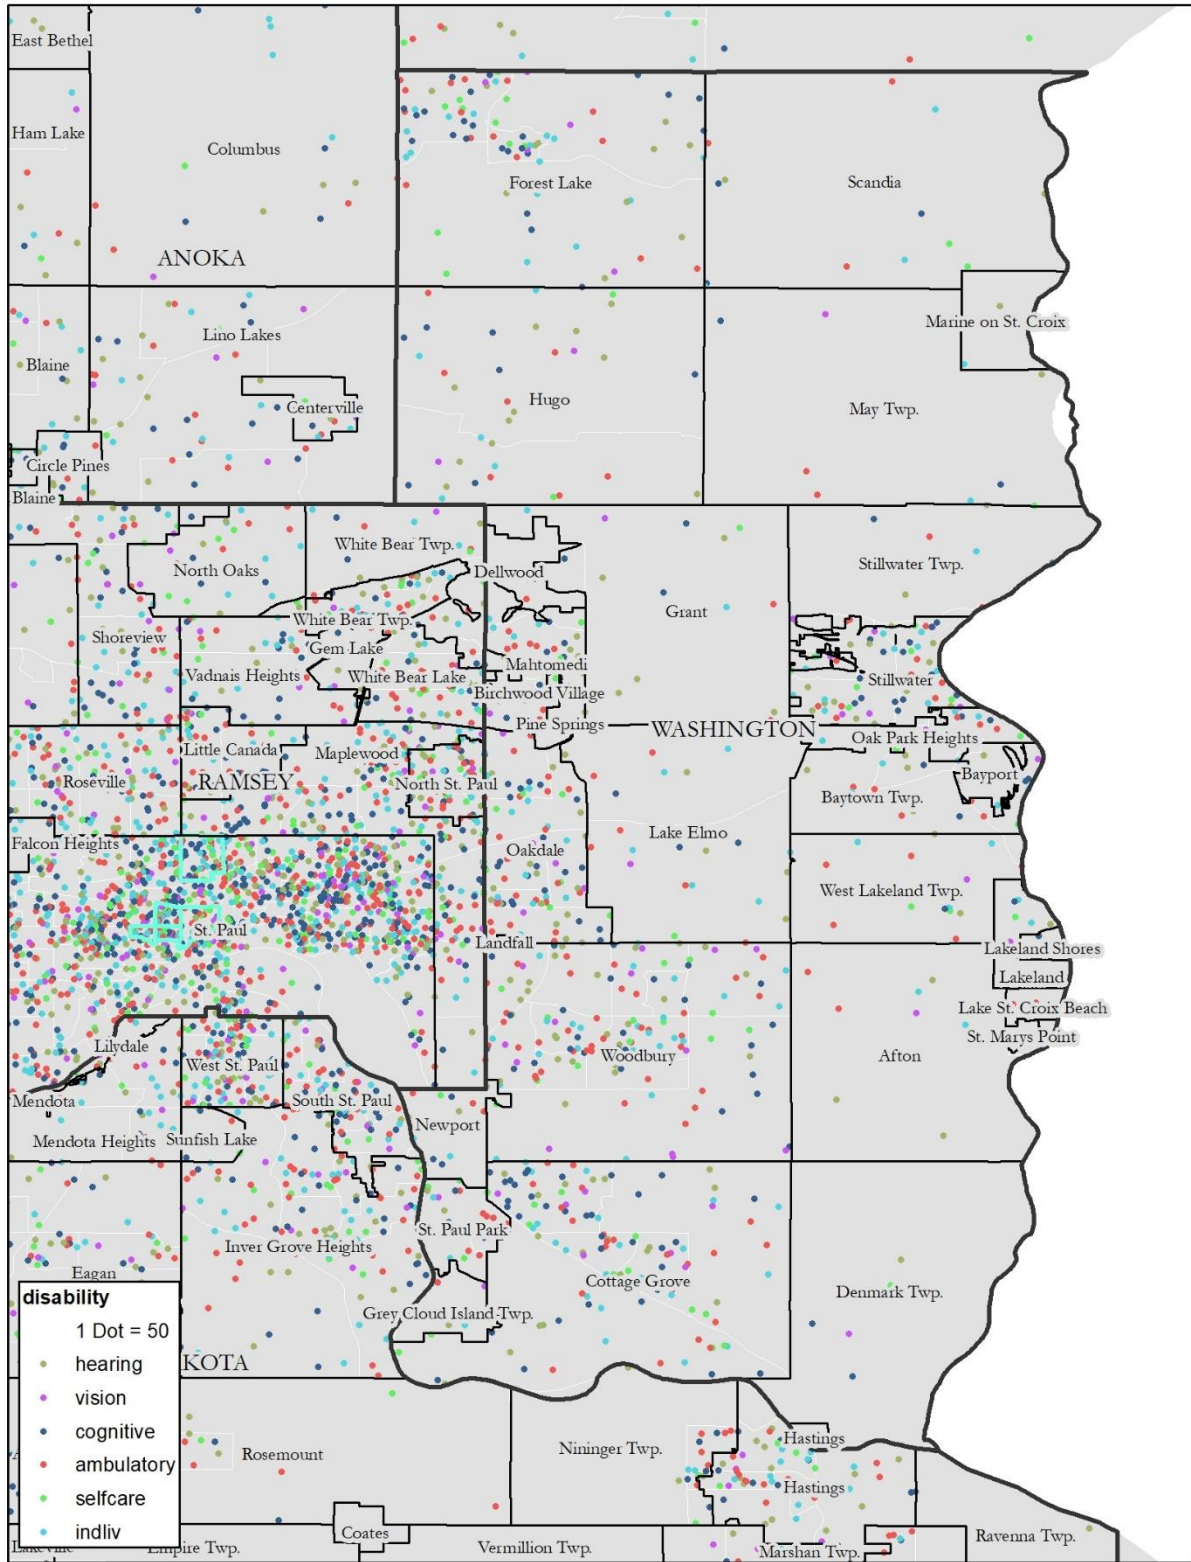 East Bethel
Ham Lake
Columbus
Forest Lake
Scandia
ANOKA
Marine on St. Croix
Lino Lakes
Blaine
Hugo
Centerville
May Twp.
Circle Pines
Blaine
White Bear Twp.
North Oaks
Dellwood
Stillwater Twp.
Grant
White Bear Twp.
Shoreview
Gem Lake
Mahtomedi
Vadnais Heights
White Bear Lake
Stillwater
Birchwood Village
Pine Springs
WASHINGTON
Oak Park Heights
Little Canada
Maplewood
Roseville
RAMSEY
North St. Paul
Bayport
Baytown Twp.
Lake Elmo
Falcon Heights
Oakdale
West Lakeland Twp.
St. Paul
Landfall
Lakeland Shores
Lakeland
Lake St. Croix Beach
St. Marys Point
Lilydale
Woodbury
Afton
West St. Paul
Mendota
South St. Paul
Newport
Mendota Heights
Sunfish Lake
St. Paul Park
Inver Grove Heights
Eagan
Cottage Grove
Denmark Twp.
Grey Cloud Island Twp.
disability
1 Dot = 50
hearing
vision
cognitive
ambulatory
selfcare
indliv
KOTA
Hastings
Rosemount
Nininger Twp.
Hastings
Coates
Ravenna Twp.
Lakeville
Empire Twp.
Vermillion Twp.
Marshan Twp.